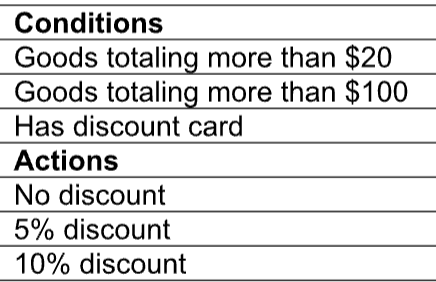 Conditions
Goods totaling more than $20
Goods totaling more than $100
Has discount card
Actions
No discount
5% discount
10% discount